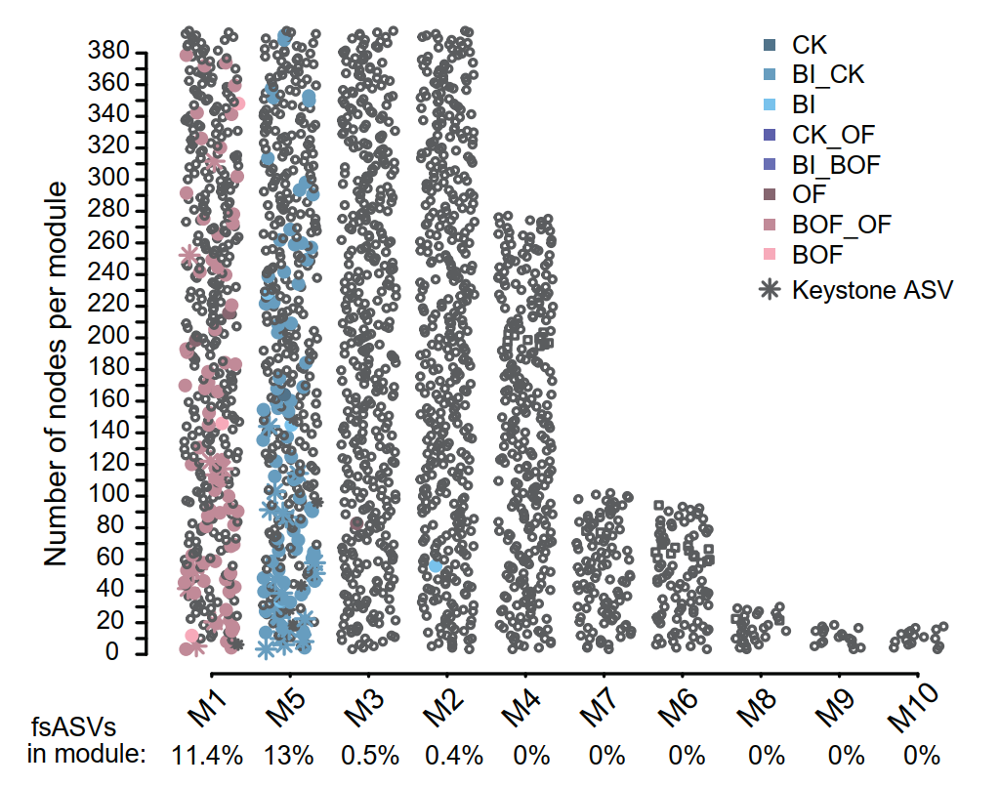 Number of nodes per module
380
360
340
320
300
280
260
240
220
200
180
160
140
120
100
80
60
40
20
0
CK
BI_CK
BI
CK_OF
BI_BOF
OF
BOF_OF
BOF
Keystone ASV
M1 M5 M3 M2 M4 M7 M6 M8 M9 M10
fsASVs
in module: 11.4% 13% 0.5% 0.4% 0% 0% 0% 0% 0% 0%